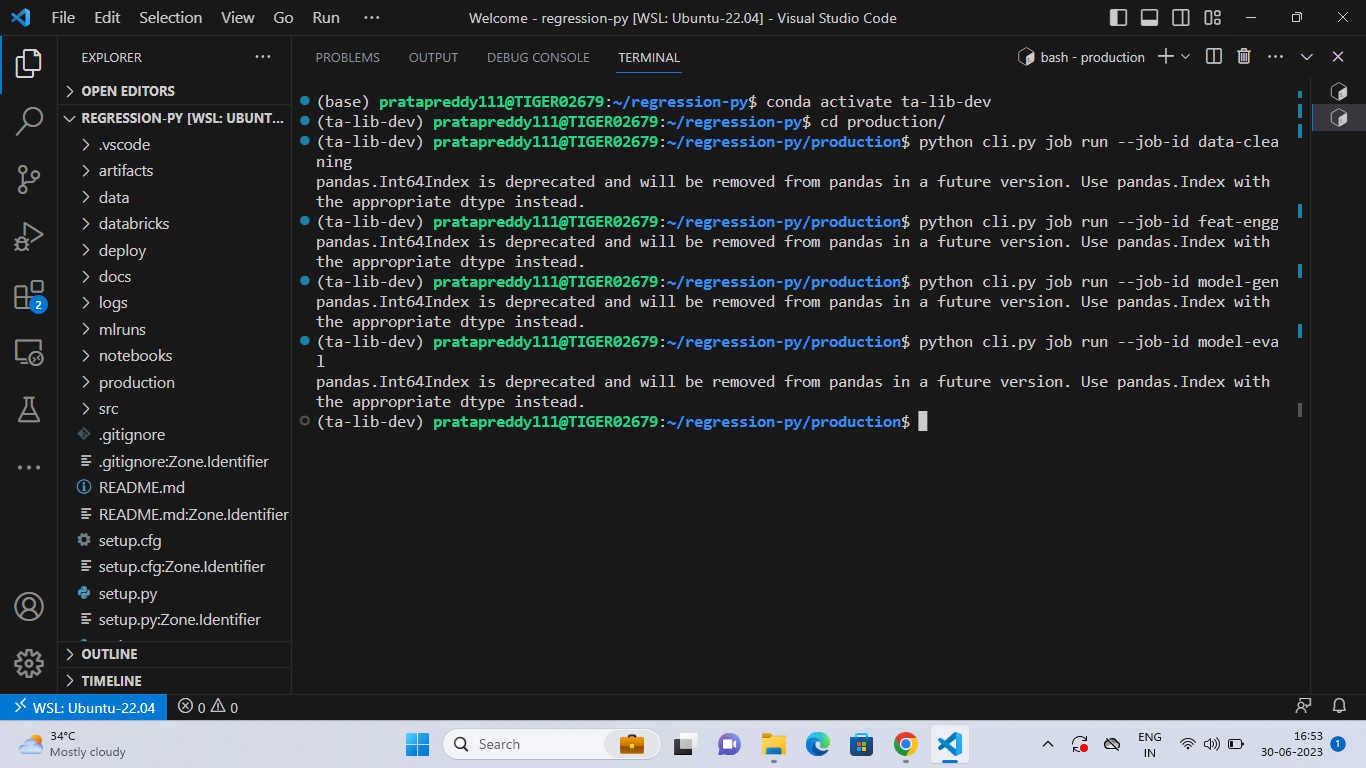 File Edit Selection View Go Run ···
Welcome - regression-py [WSL: Ubuntu-22.04] - Visual Studio Code
EXPLORER ···
OPEN EDITORS
REGRESSION-PY [WSL: UBUNT...
.vscode
artifacts
data
databricks
deploy
docs
logs
mlruns
notebooks
production
src
.gitignore
.gitignore:Zone.Identifier
README.md
README.md:Zone.Identifier
setup.cfg
setup.cfg:Zone.Identifier
setup.py
setup.py:Zone.Identifier
OUTLINE
TIMELINE
2
PROBLEMS OUTPUT DEBUG CONSOLE TERMINAL
bash - production
(base) pratapreddy111@TIGER02679:~/regression-py$ conda activate ta-lib-dev
(ta-lib-dev) pratapreddy111@TIGER02679:~/regression-py$ cd production/
(ta-lib-dev) pratapreddy111@TIGER02679:~/regression-py/production$ python cli.py job run --job-id data-clea
ning
pandas.Int64Index is deprecated and will be removed from pandas in a future version. Use pandas.Index with
the appropriate dtype instead.
(ta-lib-dev) pratapreddy111@TIGER02679:~/regression-py/production$ python cli.py job run --job-id feat-engg
pandas.Int64Index is deprecated and will be removed from pandas in a future version. Use pandas.Index with
the appropriate dtype instead.
(ta-lib-dev) pratapreddy111@TIGER02679:~/regression-py/production$ python cli.py job run --job-id model-gen
pandas.Int64Index is deprecated and will be removed from pandas in a future version. Use pandas.Index with
the appropriate dtype instead.
(ta-lib-dev) pratapreddy111@TIGER02679:~/regression-py/production$ python cli.py job run --job-id model-eva
l
pandas.Int64Index is deprecated and will be removed from pandas in a future version. Use pandas.Index with
the appropriate dtype instead.
(ta-lib-dev) pratapreddy111@TIGER02679:~/regression-py/production$
WSL: Ubuntu-22.04 0 0
34°C
Mostly cloudy
Search
ENG
IN
16:53
30-06-2023
1